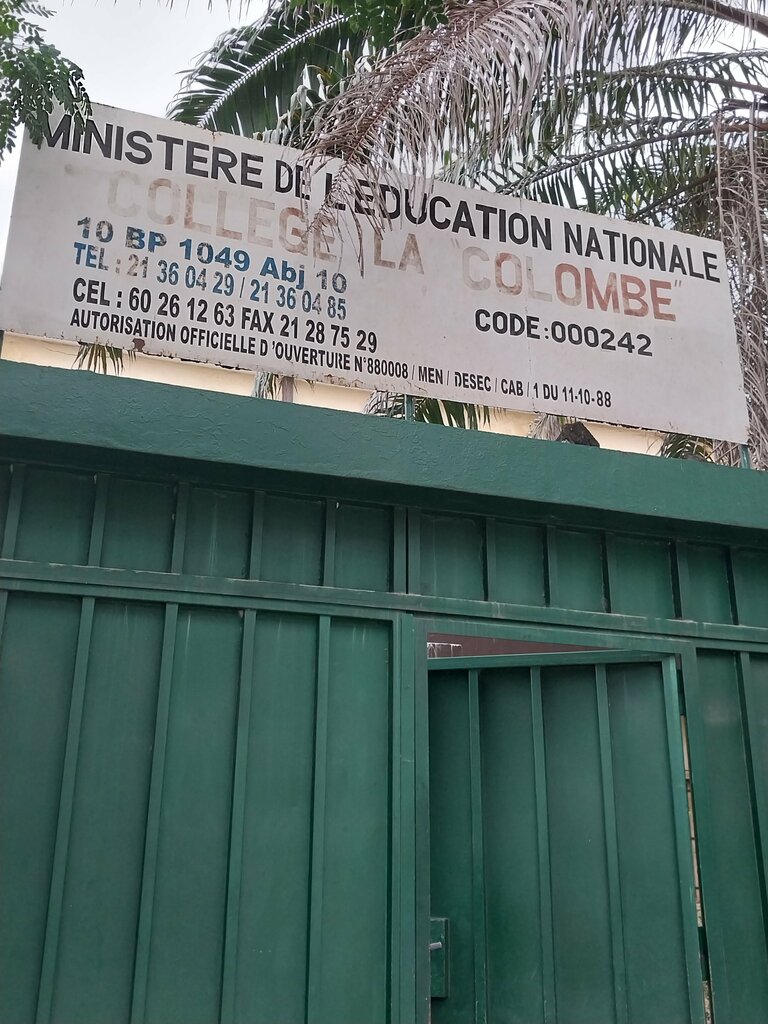 MINISTERE DE L'EDUCATION NATIONALE
COLLEGE LA "COLOMBE"
10 BP 1049 Abj 10
TEL : 21 36 04 29 / 21 36 04 85
CEL : 60 26 12 63 FAX 21 28 75 29
CODE:000242
AUTORISATION OFFICIELLE D'OUVERTURE N°880008 / MEN / DESEC / CAB / 1 DU 11-10-88